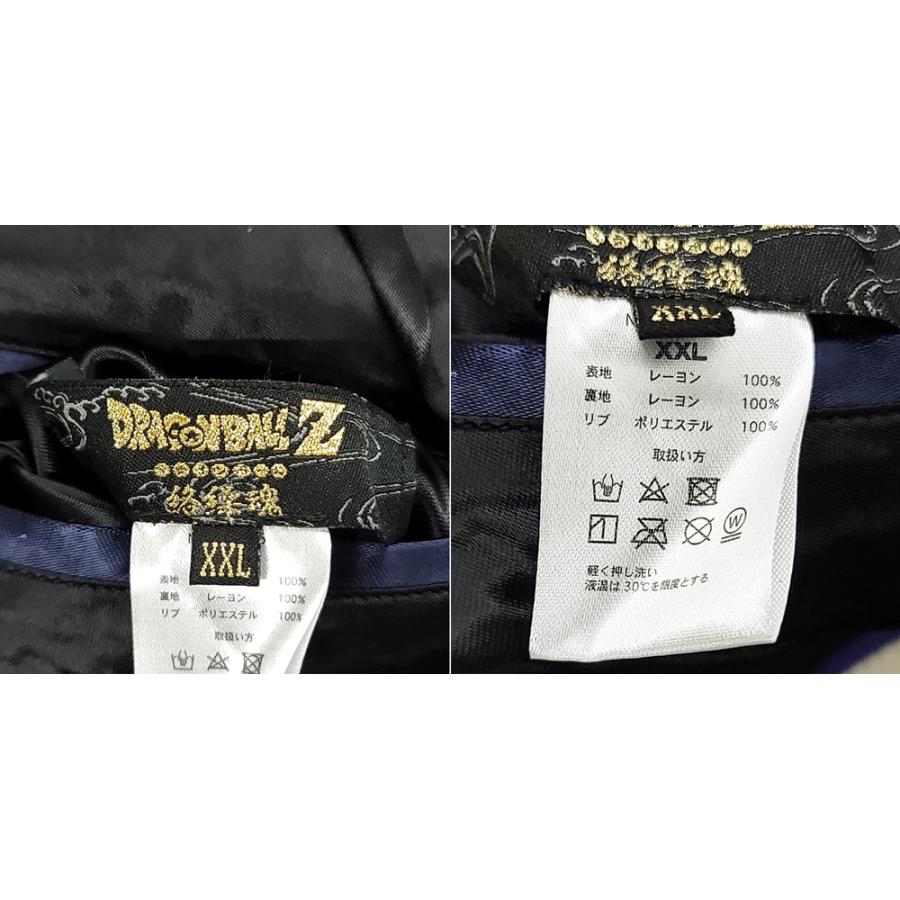 DRAGONBALL Z
絡繰魂
XXL
表地 レーヨン 100%
裏地 レーヨン 100%
リブ ポリエステル 100%
取扱い方
絡繰魂
XXL
XXL
表地 レーヨン 100%
裏地 レーヨン 100%
リブ ポリエステル 100%
取扱い方
W
軽く押し洗い
液温は30℃を限度とする